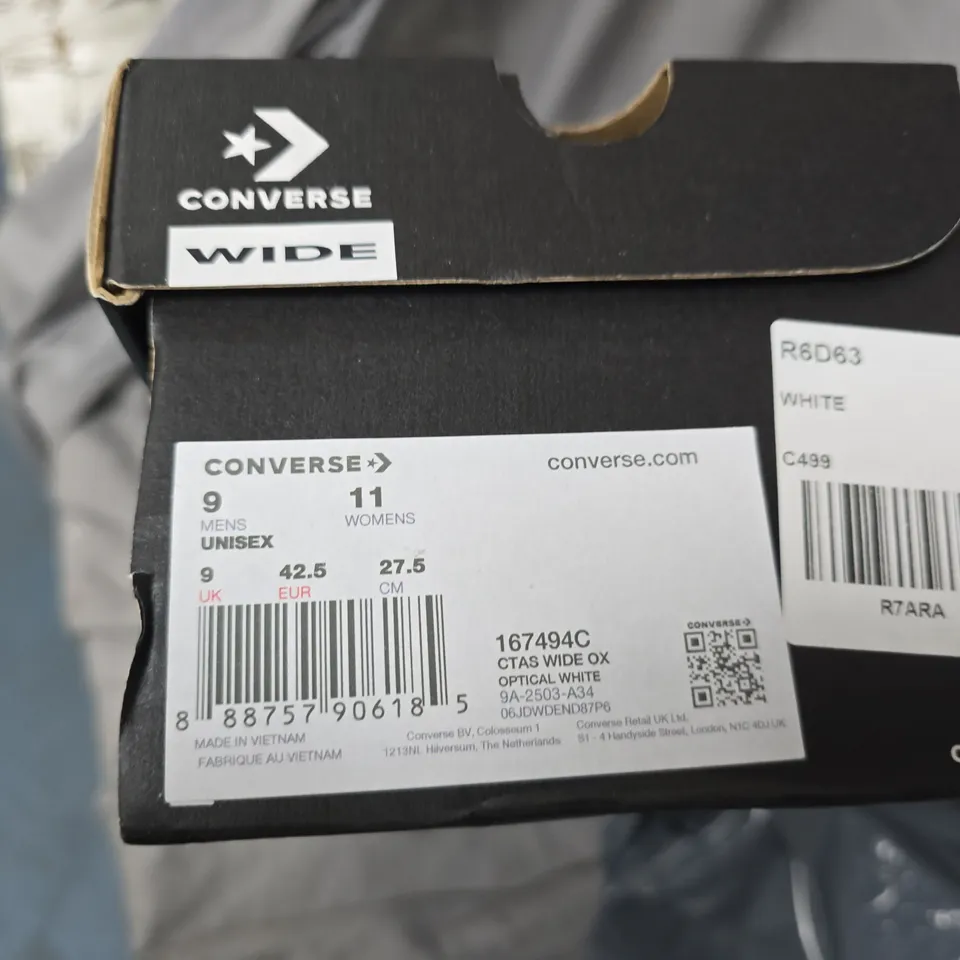 CONVERSE
WIDE
R6D63
WHITE
C499
R7ARA
CONVERSE
converse.com
9
11
MENS
WOMENS
UNISEX
9
42.5
27.5
UK
EUR
CM
8 88757 90618 5
167494C
CTAS WIDE OX
OPTICAL WHITE
9A-2503-A34
06JDWDEND87P6
CONVERSE
MADE IN VIETNAM
FABRIQUE AU VIETNAM
Converse BV, Colosseum 1
1213NL Hilversum, The Netherlands
Converse Retail UK Ltd.
S1 - 4 Handyside Street, London, N1C 4DJ UK